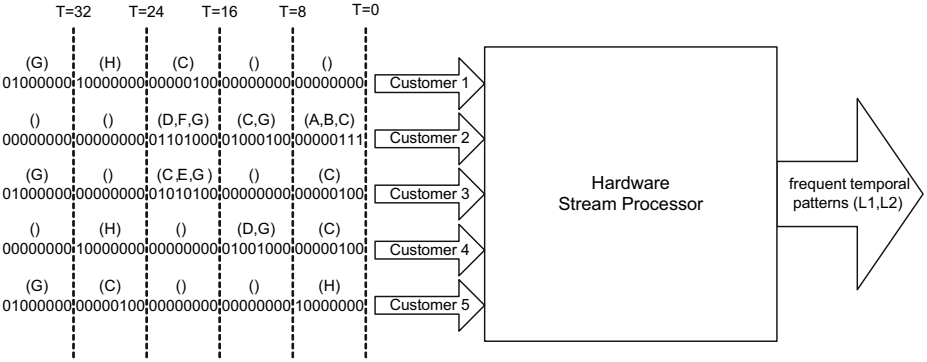 T=32 T=24 T=16 T=8 T=0
(G) (H) (C) () ()
01000000 10000000 00000100 00000000 00000000 Customer 1
() () (D,F,G) (C,G) (A,B,C)
00000000 00000000 01101000 01000100 00000111 Customer 2
(G) () (C,E,G) () (C)
01000000 00000000 01010100 00000000 00000100 Customer 3
() (H) () (D,G) (C)
00000000 10000000 00000000 01001000 00000100 Customer 4
(G) (C) () () (H)
01000000 00000100 00000000 00000000 10000000 Customer 5
Hardware
Stream Processor
frequent temporal
patterns (L1,L2)